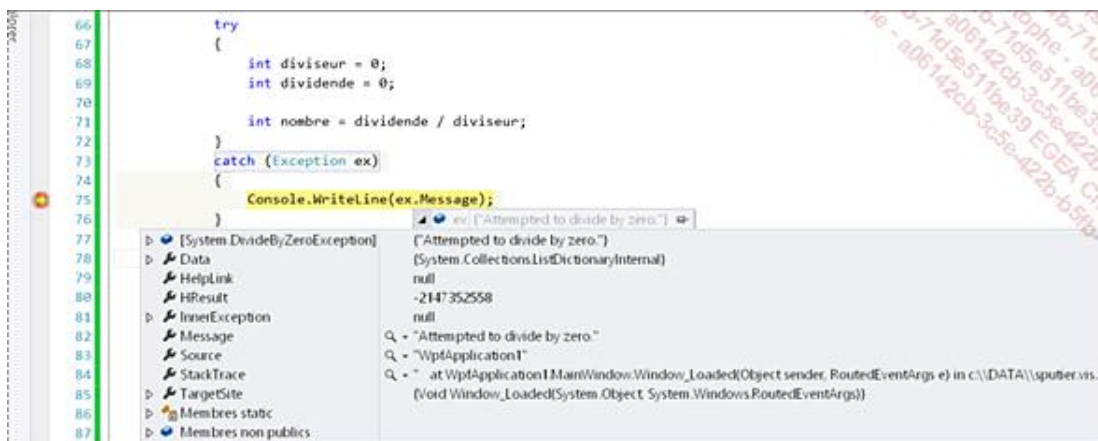 66 try
67 {
68 int diviseur = 0;
69 int dividende = 0;
70
71 int nombre = dividende / diviseur;
72 }
73 catch (Exception ex)
74 {
75 Console.WriteLine(ex.Message);
76 }
ex {"Attempted to divide by zero."}
77 [System.DivideByZeroException] {"Attempted to divide by zero."}
78 Data {System.Collections.ListDictionaryInternal}
79 HelpLink null
80 HResult -2147352558
81 InnerException null
82 Message "Attempted to divide by zero."
83 Source "WpfApplication1"
84 StackTrace " at WpfApplication1.MainWindow.Window_Loaded(Object sender, RoutedEventArgs e) in c:\\DATA\\sputier.vis.
85 TargetSite {Void Window_Loaded(System.Object, System.Windows.RoutedEventArgs)}
86 Membres static
87 Membres non publics